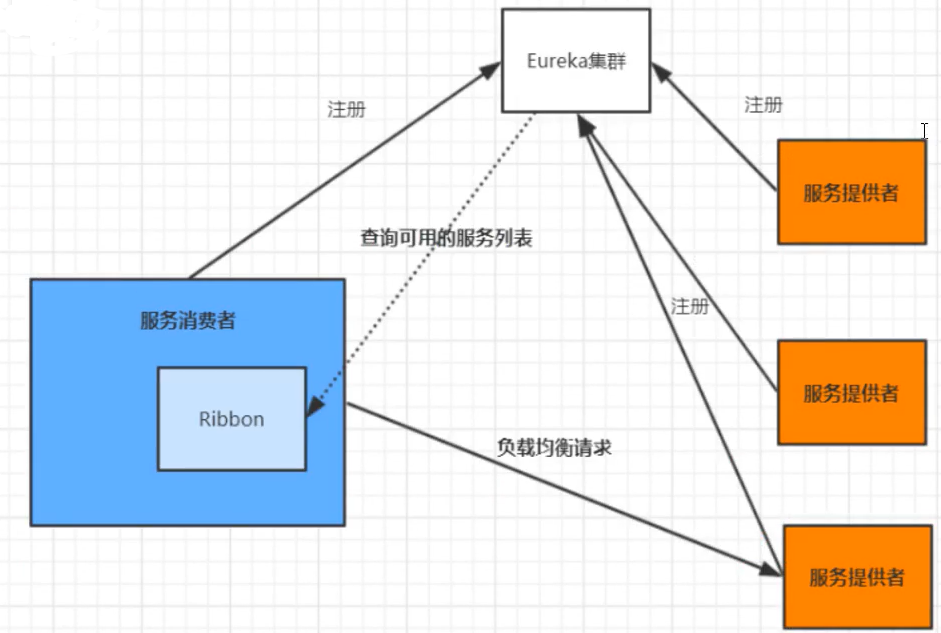 Eureka集群
注册
注册
服务提供者
查询可用的服务列表
注册
服务消费者
服务提供者
Ribbon
负载均衡请求
服务提供者